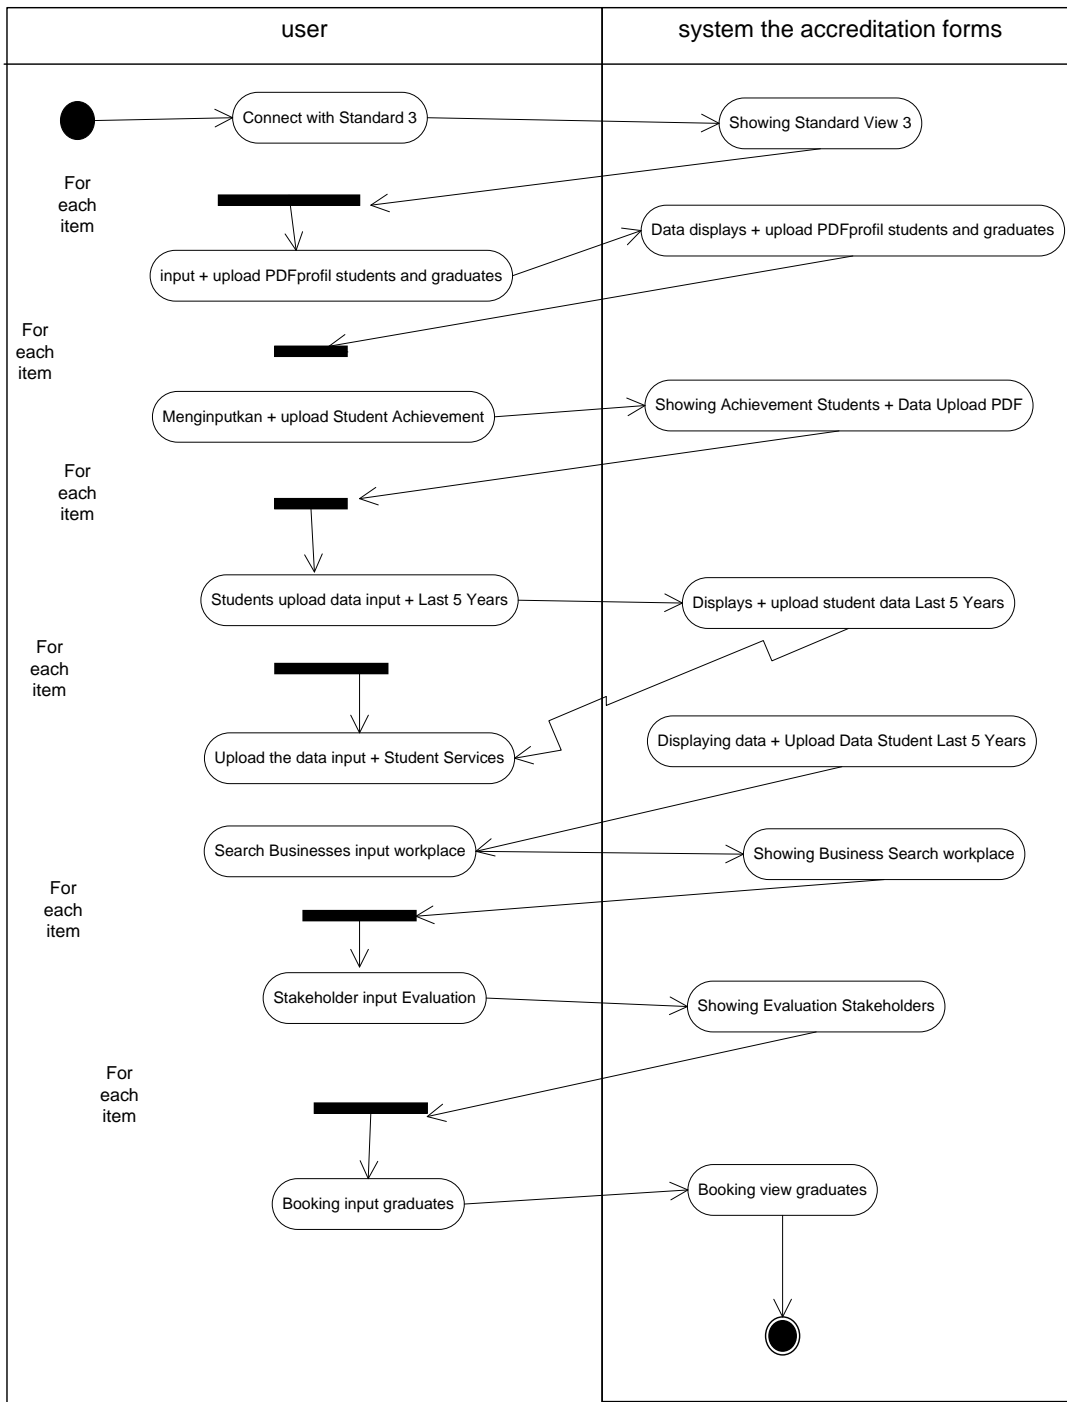 user
system the accreditation forms
Connect with Standard 3
Showing Standard View 3
For
each
item
Data displays + upload PDFprofil students and graduates
input + upload PDFprofil students and graduates
For
each
item
Menginputkan + upload Student Achievement
Showing Achievement Students + Data Upload PDF
For
each
item
Students upload data input + Last 5 Years
Displays + upload student data Last 5 Years
For
each
item
Upload the data input + Student Services
Displaying data + Upload Data Student Last 5 Years
Search Businesses input workplace
Showing Business Search workplace
For
each
item
Stakeholder input Evaluation
Showing Evaluation Stakeholders
For
each
item
Booking input graduates
Booking view graduates